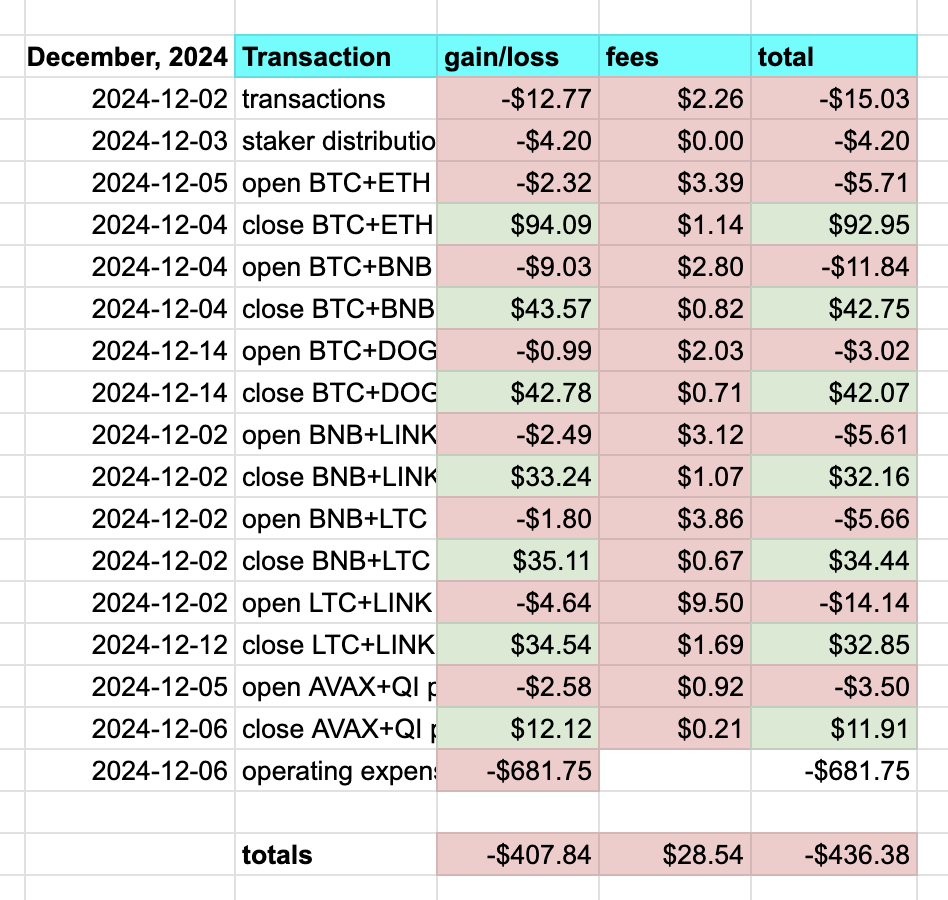 December, 2024 Transaction gain/loss fees total
2024-12-02 transactions -$12.77 $2.26 -$15.03
2024-12-03 staker distributio -$4.20 $0.00 -$4.20
2024-12-05 open BTC+ETH -$2.32 $3.39 -$5.71
2024-12-04 close BTC+ETH $94.09 $1.14 $92.95
2024-12-04 open BTC+BNB -$9.03 $2.80 -$11.84
2024-12-04 close BTC+BNB $43.57 $0.82 $42.75
2024-12-14 open BTC+DOG -$0.99 $2.03 -$3.02
2024-12-14 close BTC+DOG $42.78 $0.71 $42.07
2024-12-02 open BNB+LINK -$2.49 $3.12 -$5.61
2024-12-02 close BNB+LINK $33.24 $1.07 $32.16
2024-12-02 open BNB+LTC -$1.80 $3.86 -$5.66
2024-12-02 close BNB+LTC $35.11 $0.67 $34.44
2024-12-02 open LTC+LINK -$4.64 $9.50 -$14.14
2024-12-12 close LTC+LINK $34.54 $1.69 $32.85
2024-12-05 open AVAX+QI p -$2.58 $0.92 -$3.50
2024-12-06 close AVAX+QI p $12.12 $0.21 $11.91
2024-12-06 operating expens -$681.75 -$681.75
totals -$407.84 $28.54 -$436.38